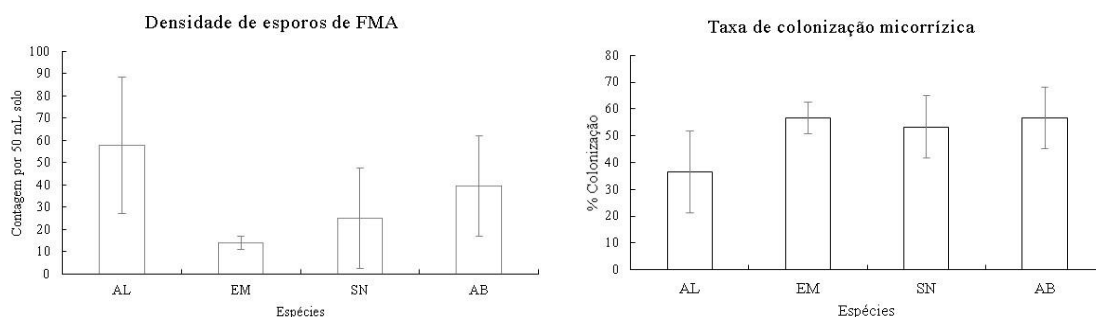 Densidade de esporos de FMA
Contagem por 50 mL solo
100
90
80
70
60
50
40
30
20
10
0
AL EM SN AB
Espécies
Taxa de colonização micorrízica
% Colonização
80
70
60
50
40
30
20
10
0
AL EM SN AB
Espécies